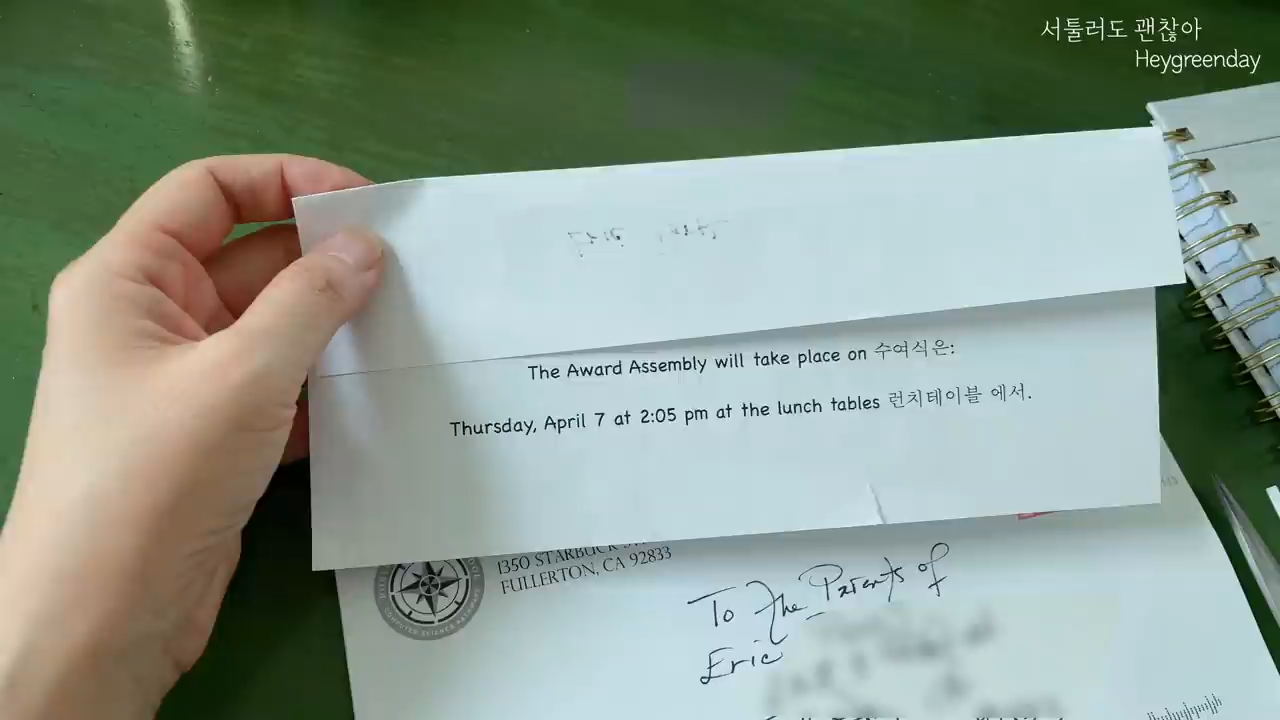 서툴러도 괜찮아
Heygreenday
The Award Assembly will take place on 수여식은:
Thursday, April 7 at 2:05 pm at the lunch tables 런치테이블 에서.
1350 STARBUCK
FULLERTON, CA 92833
COMPUTER SCIENCE
To The Parents of
Eric